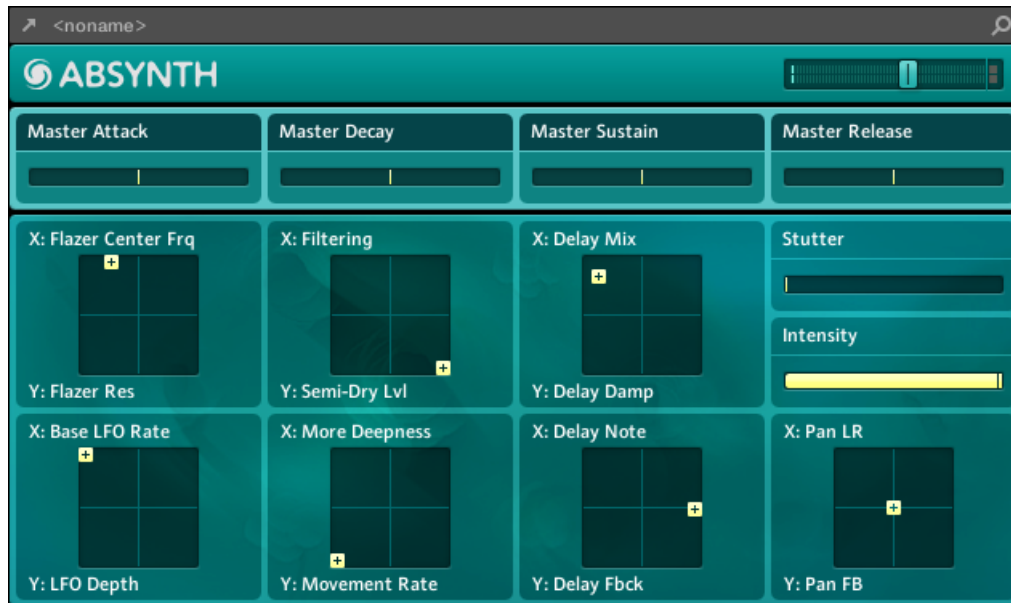 <noname>
ABSYNTH
Master Attack
Master Decay
Master Sustain
Master Release
X: Flazer Center Frq
Y: Flazer Res
X: Filtering
Y: Semi-Dry Lvl
X: Delay Mix
Y: Delay Damp
Stutter
Intensity
X: Base LFO Rate
Y: LFO Depth
X: More Deepness
Y: Movement Rate
X: Delay Note
Y: Delay Fbck
X: Pan LR
Y: Pan FB